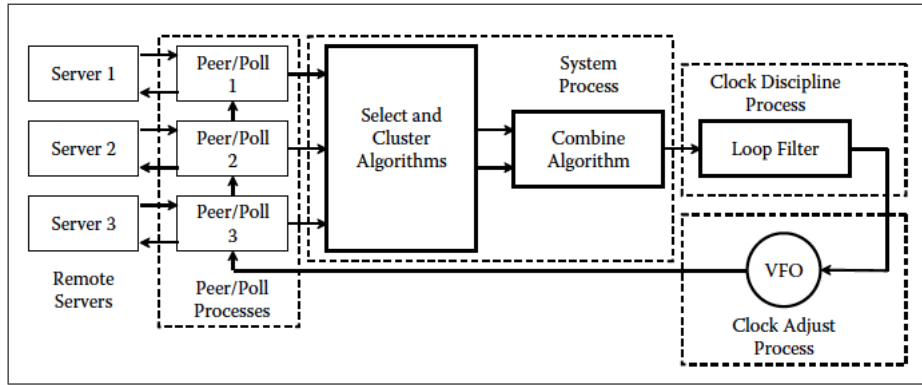 Server 1
Server 2
Server 3
Remote
Servers
Peer/Poll
1
Peer/Poll
2
Peer/Poll
3
Peer/Poll
Processes
Select and
Cluster
Algorithms
System
Process
Combine
Algorithm
Clock Discipline
Process
Loop Filter
VFO
Clock Adjust
Process